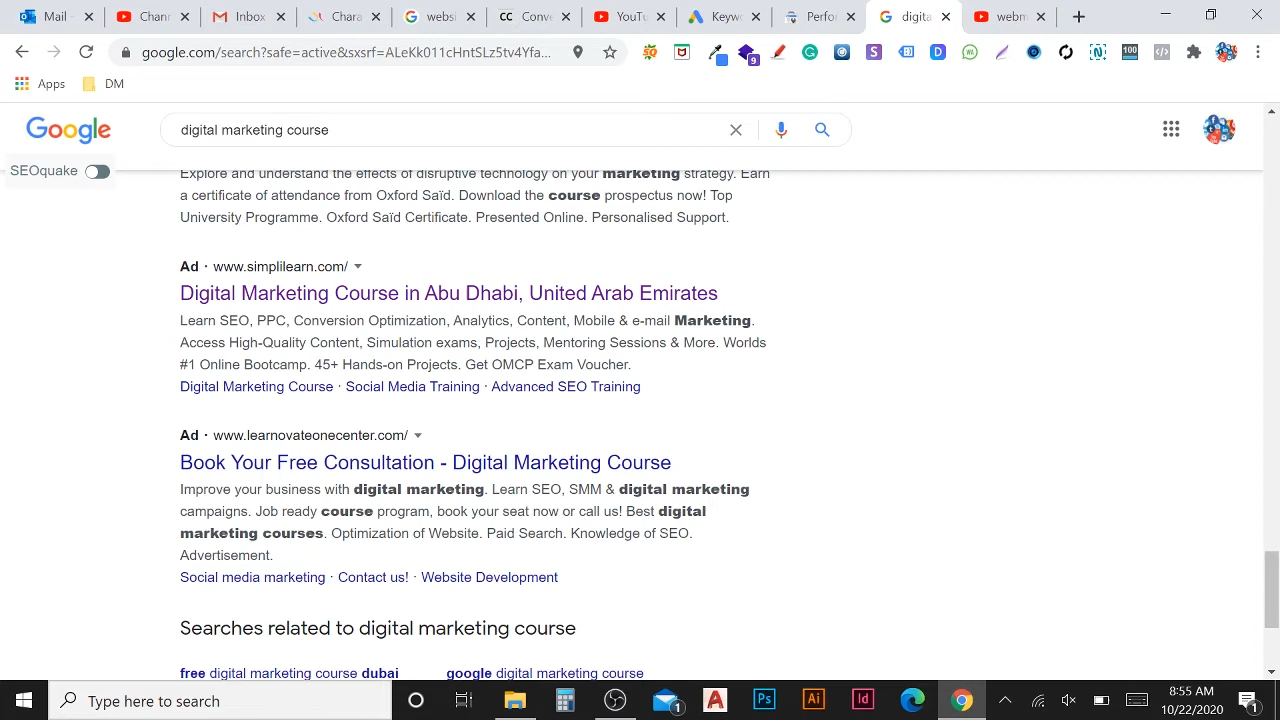 Mail -
Chann
Inbox
Chara
websi
CC Conve
YouTu
Keywo
Perfor
digita
webm
google.com/search?safe=active&sxsrf=ALeKk011cHntSLz5tv4Yfa...
Apps
DM
Google
digital marketing course
SEOquake
Explore and understand the effects of disruptive technology on your marketing strategy. Earn
a certificate of attendance from Oxford Saïd. Download the course prospectus now! Top
University Programme. Oxford Saïd Certificate. Presented Online. Personalised Support.
Ad · www.simplilearn.com/
Digital Marketing Course in Abu Dhabi, United Arab Emirates
Learn SEO, PPC, Conversion Optimization, Analytics, Content, Mobile & e-mail Marketing.
Access High-Quality Content, Simulation exams, Projects, Mentoring Sessions & More. Worlds
#1 Online Bootcamp. 45+ Hands-on Projects. Get OMCP Exam Voucher.
Digital Marketing Course · Social Media Training · Advanced SEO Training
Ad · www.learnovateonecenter.com/
Book Your Free Consultation - Digital Marketing Course
Improve your business with digital marketing. Learn SEO, SMM & digital marketing
campaigns. Job ready course program, book your seat now or call us! Best digital
marketing courses. Optimization of Website. Paid Search. Knowledge of SEO.
Advertisement.
Social media marketing · Contact us! · Website Development
Searches related to digital marketing course
free digital marketing course dubai
google digital marketing course
Type here to search
1
A
Ps
Ai
Id
8:55 AM
10/22/2020
1